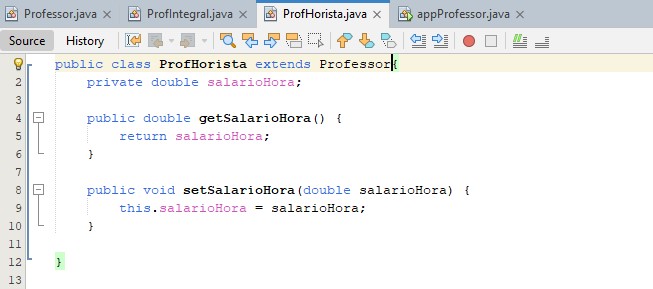 Professor.java ProfIntegral.java ProfHorista.java appProfessor.java
Source History
1 public class ProfHorista extends Professor{
2 private double salarioHora;
3
4 public double getSalarioHora() {
5 return salarioHora;
6 }
7
8 public void setSalarioHora(double salarioHora) {
9 this.salarioHora = salarioHora;
10 }
11
12 }
13